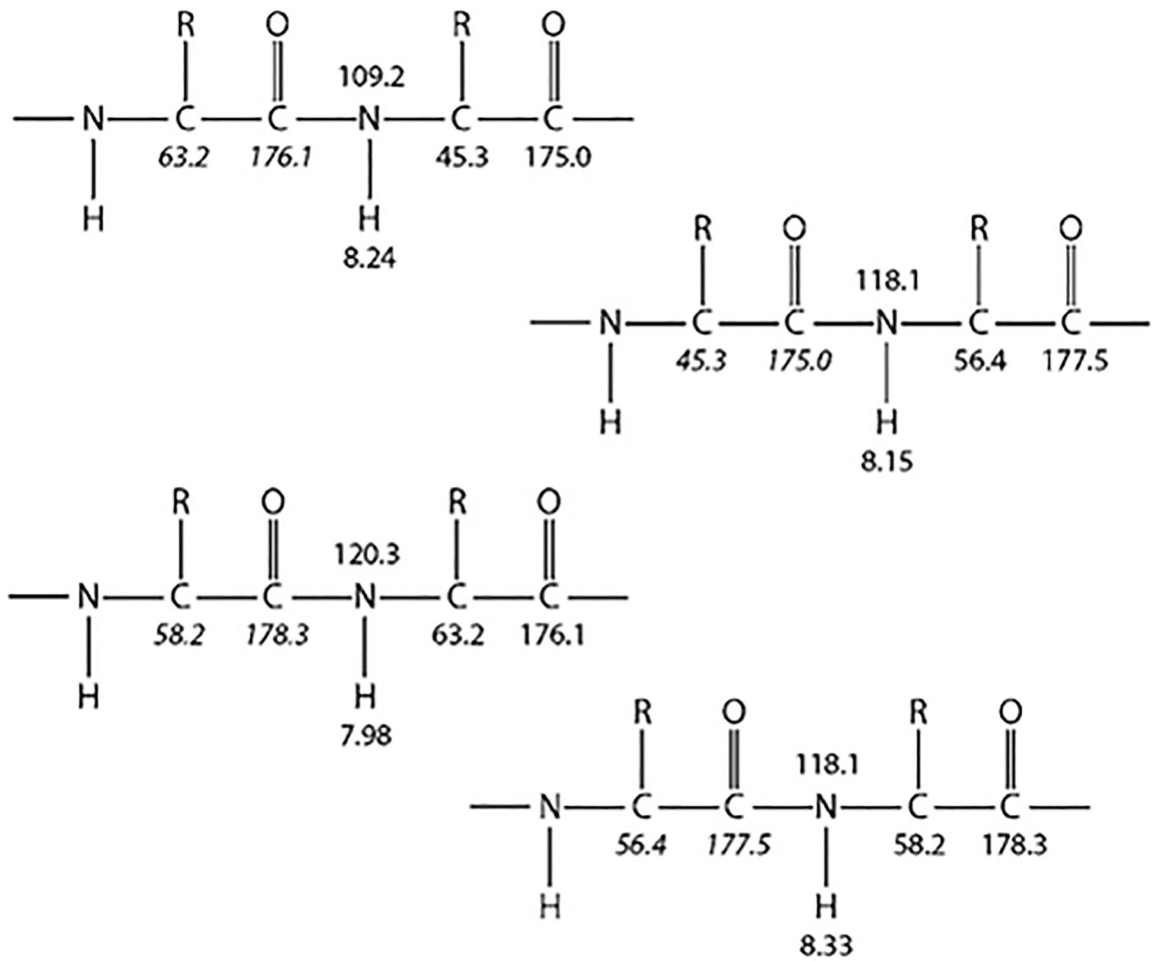 R O R O
109.2
N C C N C C
63.2 176.1 45.3 175.0
H H
8.24
R O R O
118.1
N C C N C C
45.3 175.0 56.4 177.5
H H
8.15
R O R O
120.3
N C C N C C
58.2 178.3 63.2 176.1
H H
7.98
R O R O
118.1
N C C N C C
56.4 177.5 58.2 178.3
H H
8.33